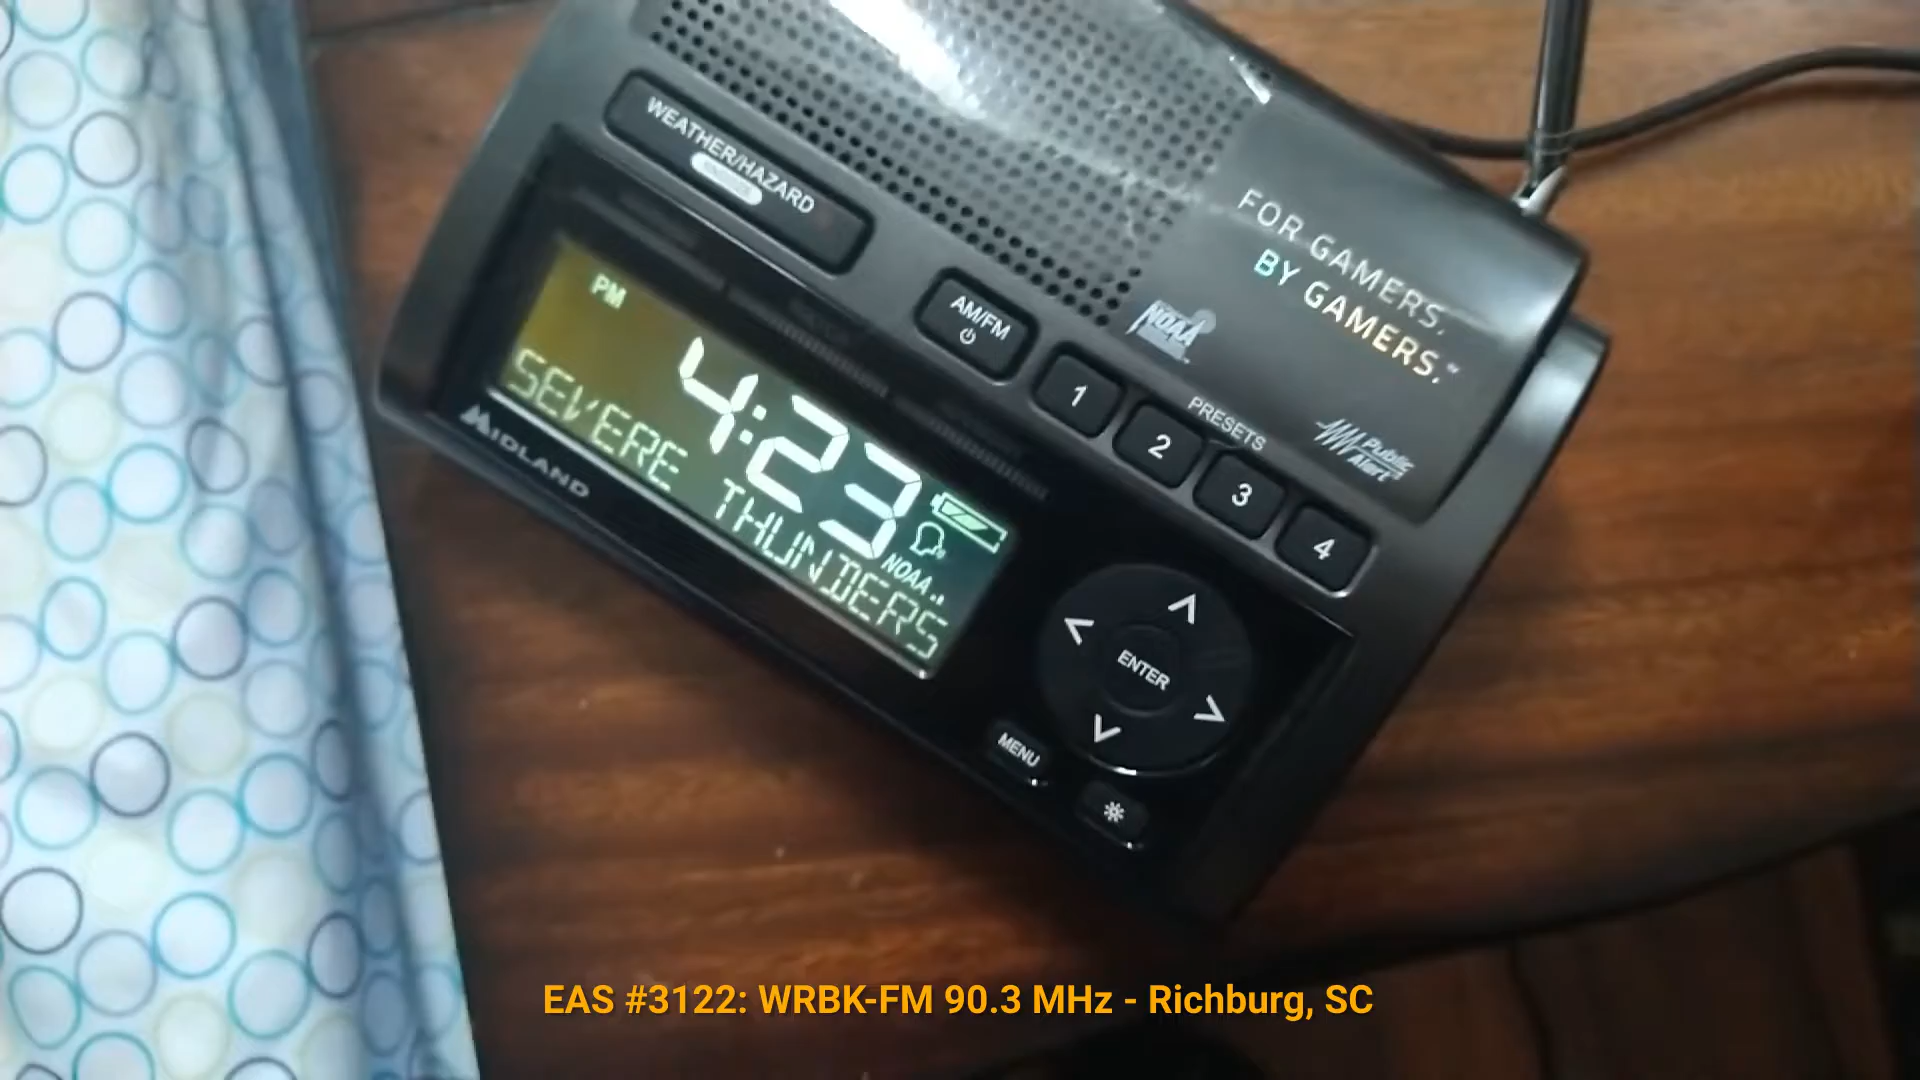 WEATHER/HAZARD
FOR GAMERS.
BY GAMERS.™
NOAA
AM/FM
PRESETS
1
2
3
4
Public
Alert
PM
4:23
NOAA
SEVERE THUNDERS
MIDLAND
ENTER
MENU
EAS #3122: WRBK-FM 90.3 MHz - Richburg, SC